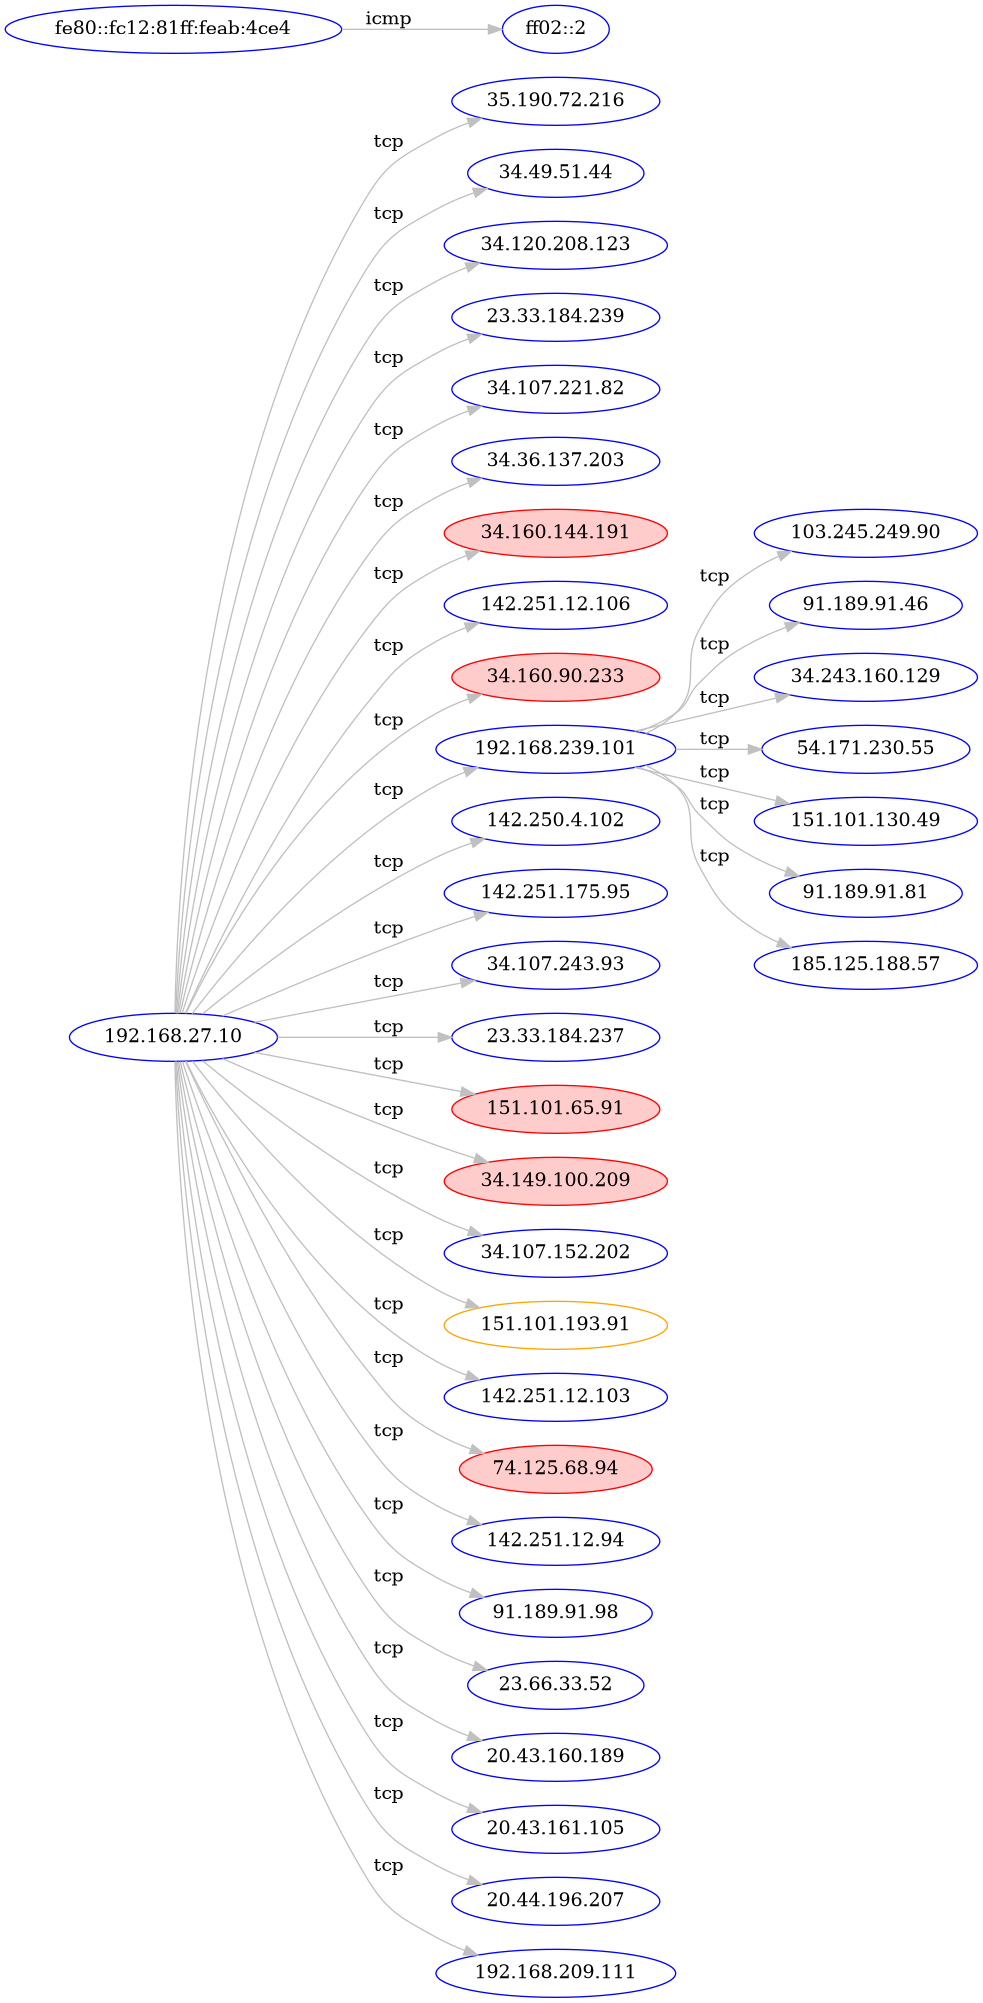 fe80::fc12:81ff:feab:4ce4
icmp
ff02::2
tcp
35.190.72.216
tcp
34.49.51.44
tcp
34.120.208.123
tcp
23.33.184.239
tcp
34.107.221.82
tcp
34.36.137.203
tcp
34.160.144.191
tcp
142.251.12.106
tcp
34.160.90.233
tcp
192.168.239.101
tcp
142.250.4.102
tcp
142.251.175.95
tcp
34.107.243.93
192.168.27.10
tcp
23.33.184.237
tcp
151.101.65.91
tcp
34.149.100.209
tcp
34.107.152.202
tcp
151.101.193.91
tcp
142.251.12.103
tcp
74.125.68.94
tcp
142.251.12.94
tcp
91.189.91.98
tcp
23.66.33.52
tcp
20.43.160.189
tcp
20.43.161.105
tcp
20.44.196.207
tcp
192.168.209.111
tcp
103.245.249.90
tcp
91.189.91.46
tcp
34.243.160.129
tcp
54.171.230.55
tcp
151.101.130.49
tcp
91.189.91.81
tcp
185.125.188.57